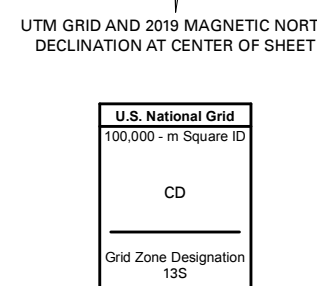 UTM GRID AND 2019 MAGNETIC NORT
DECLINATION AT CENTER OF SHEET
U.S. National Grid
100,000 - m Square ID
CD
Grid Zone Designation
13S